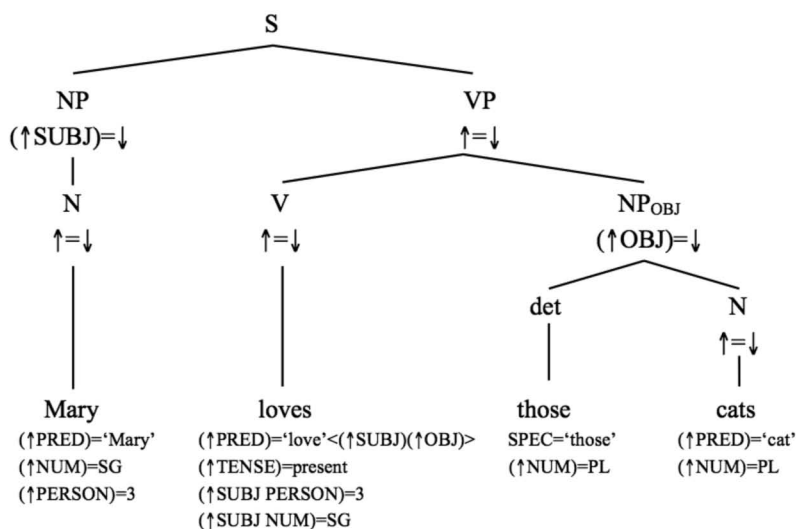 S
NP VP
(↑SUBJ)=↓ ↑=↓
N V NP_OBJ
↑=↓ ↑=↓ (↑OBJ)=↓
det N
↑=↓
Mary loves those cats
(↑PRED)=‘Mary’ (↑PRED)=‘love’<(↑SUBJ)(↑OBJ)> SPEC=‘those’ (↑PRED)=‘cat’
(↑NUM)=SG (↑TENSE)=present (↑NUM)=PL (↑NUM)=PL
(↑PERSON)=3 (↑SUBJ PERSON)=3
(↑SUBJ NUM)=SG